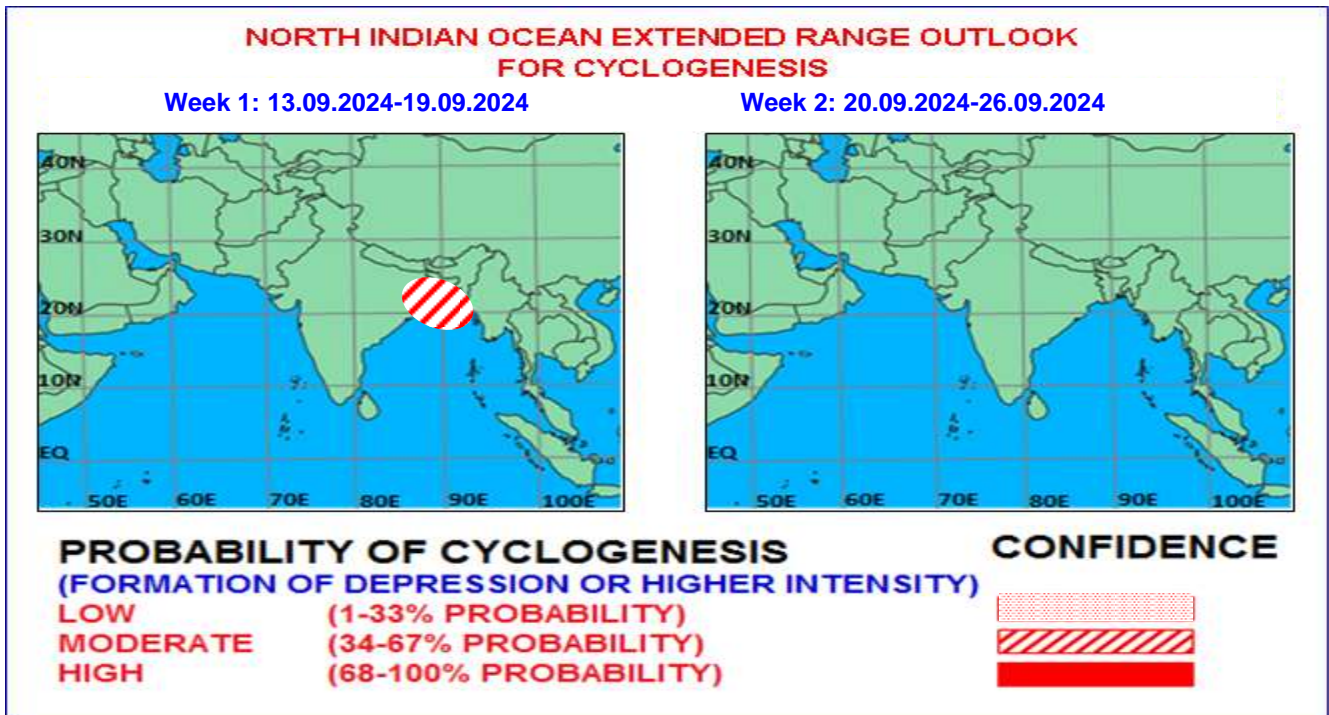 NORTH INDIAN OCEAN EXTENDED RANGE OUTLOOK
FOR CYCLOGENESIS
Week 1: 13.09.2024-19.09.2024
Week 2: 20.09.2024-26.09.2024
40N
30N
20N
10N
EQ
50E 60E 70E 80E 90E 100E
40N
30N
20N
10N
EQ
50E 60E 70E 80E 90E 100E
PROBABILITY OF CYCLOGENESIS
(FORMATION OF DEPRESSION OR HIGHER INTENSITY)
LOW (1-33% PROBABILITY)
MODERATE (34-67% PROBABILITY)
HIGH (68-100% PROBABILITY)
CONFIDENCE